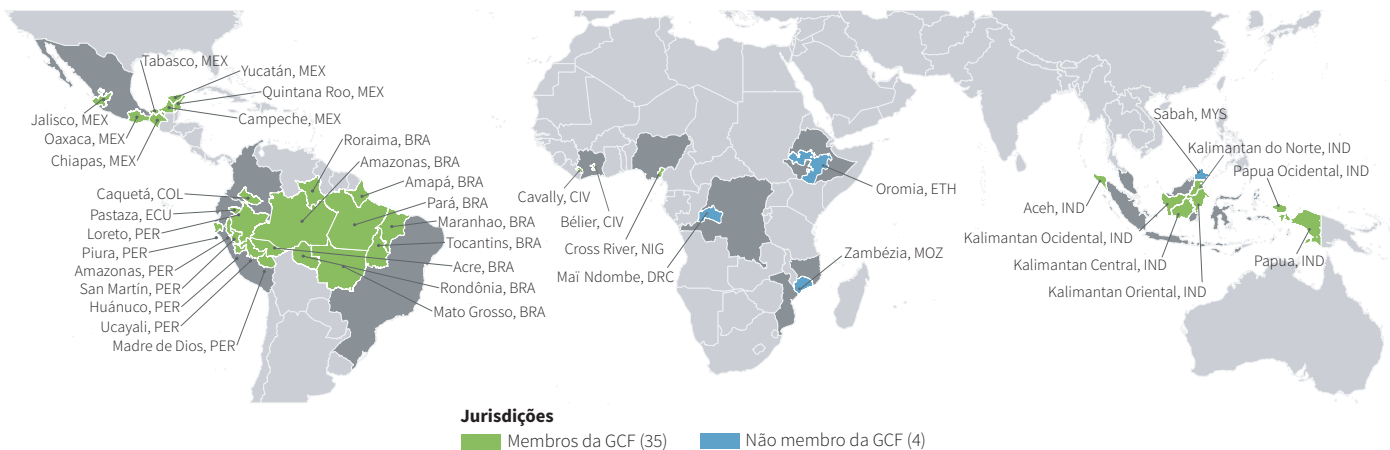 Tabasco, MEX
Yucatán, MEX
Quintana Roo, MEX
Campeche, MEX
Jalisco, MEX
Oaxaca, MEX
Chiapas, MEX
Roraima, BRA
Amazonas, BRA
Amapá, BRA
Pará, BRA
Maranhao, BRA
Tocantins, BRA
Acre, BRA
Rondônia, BRA
Mato Grosso, BRA
Caquetá, COL
Pastaza, ECU
Loreto, PER
Piura, PER
Amazonas, PER
San Martín, PER
Huánuco, PER
Ucayali, PER
Madre de Dios, PER
Cavally, CIV
Bélier, CIV
Cross River, NIG
Maï Ndombe, DRC
Oromia, ETH
Zambézia, MOZ
Sabah, MYS
Kalimantan do Norte, IND
Papua Ocidental, IND
Aceh, IND
Kalimantan Ocidental, IND
Kalimantan Central, IND
Kalimantan Oriental, IND
Papua, IND
Jurisdições
Membros da GCF (35)
Não membro da GCF (4)